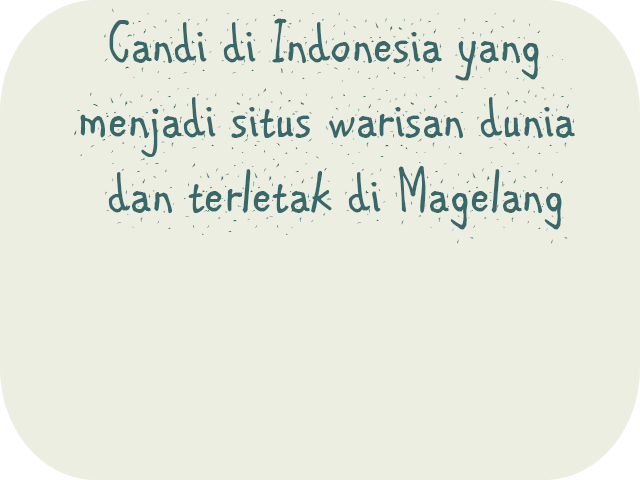 Candi di Indonesia yang
menjadi situs warisan dunia
dan terletak di Magelang